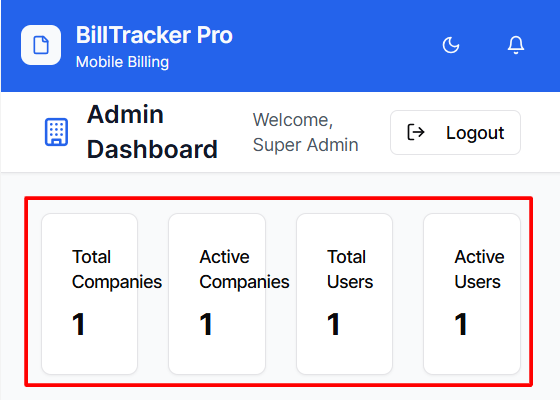 BillTracker Pro
Mobile Billing
Admin
Dashboard
Welcome,
Super Admin
Logout
Total
Companies
1
Active
Companies
1
Total
Users
1
Active
Users
1